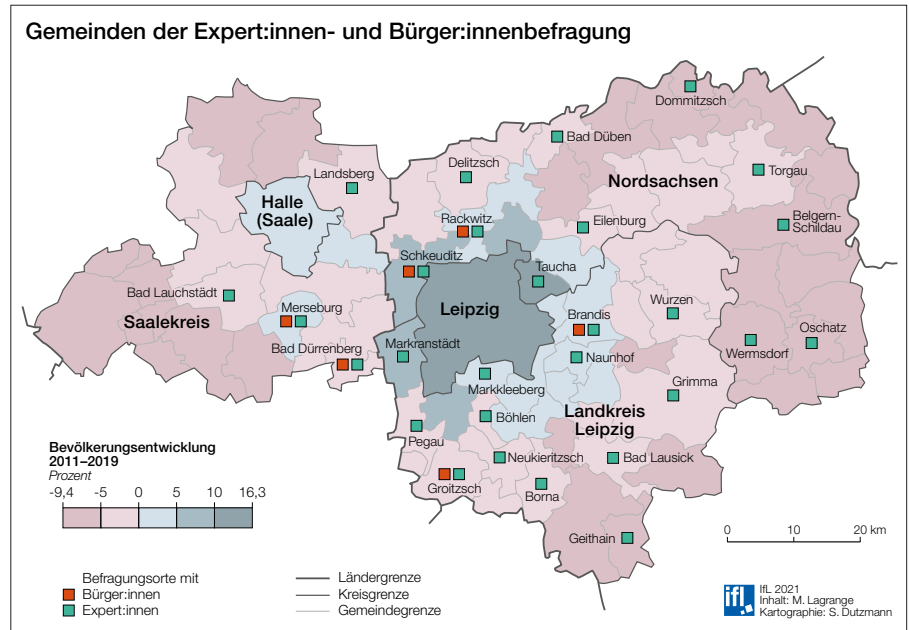 Gemeinden der Expert:innen- und Bürger:innenbefragung
Dommitzsch
Bad Düben
Delitzsch
Landsberg
Torgau
Nordsachsen
Halle
(Saale)
Rackwitz
Eilenburg
Belgern-
Schildau
Schkeuditz
Taucha
Bad Lauchstädt
Merseburg
Saalekreis
Leipzig
Brandis
Wurzen
Oschatz
Bad Dürrenberg
Markranstädt
Naunhof
Wermsdorf
Markkleeberg
Grimma
Landkreis
Leipzig
Böhlen
Pegau
Neukieritzsch
Bad Lausick
Groitzsch
Borna
Geithain
Bevölkerungsentwicklung
2011–2019
Prozent
-9,4 -5 0 5 10 16,3
Befragungsorte mit
Bürger:innen
Expert:innen
Ländergrenze
Kreisgrenze
Gemeindegrenze
0 10 20 km
ifl
IfL 2021
Inhalt: M. Lagrange
Kartographie: S. Dutzmann